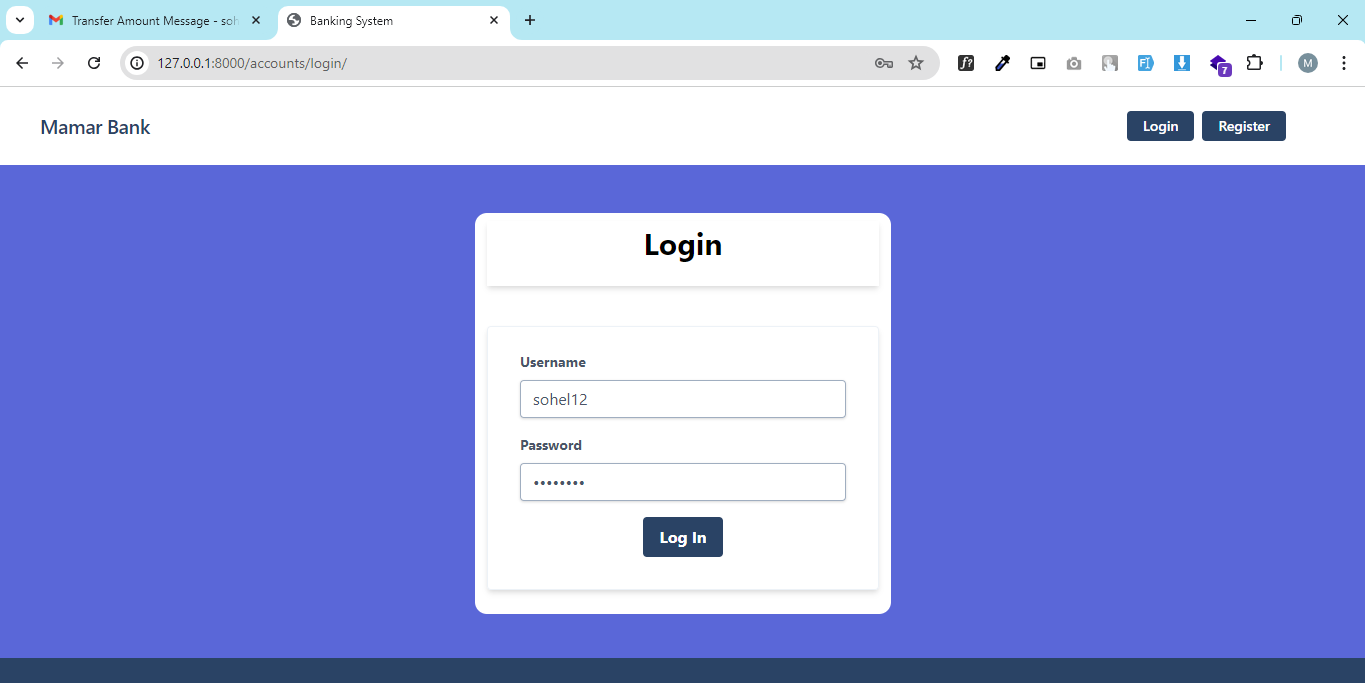 Transfer Amount Message - soh
Banking System
127.0.0.1:8000/accounts/login/
f?
FI
7
M
Mamar Bank
Login
Register
Login
Username
sohel12
Password
••••••••
Log In